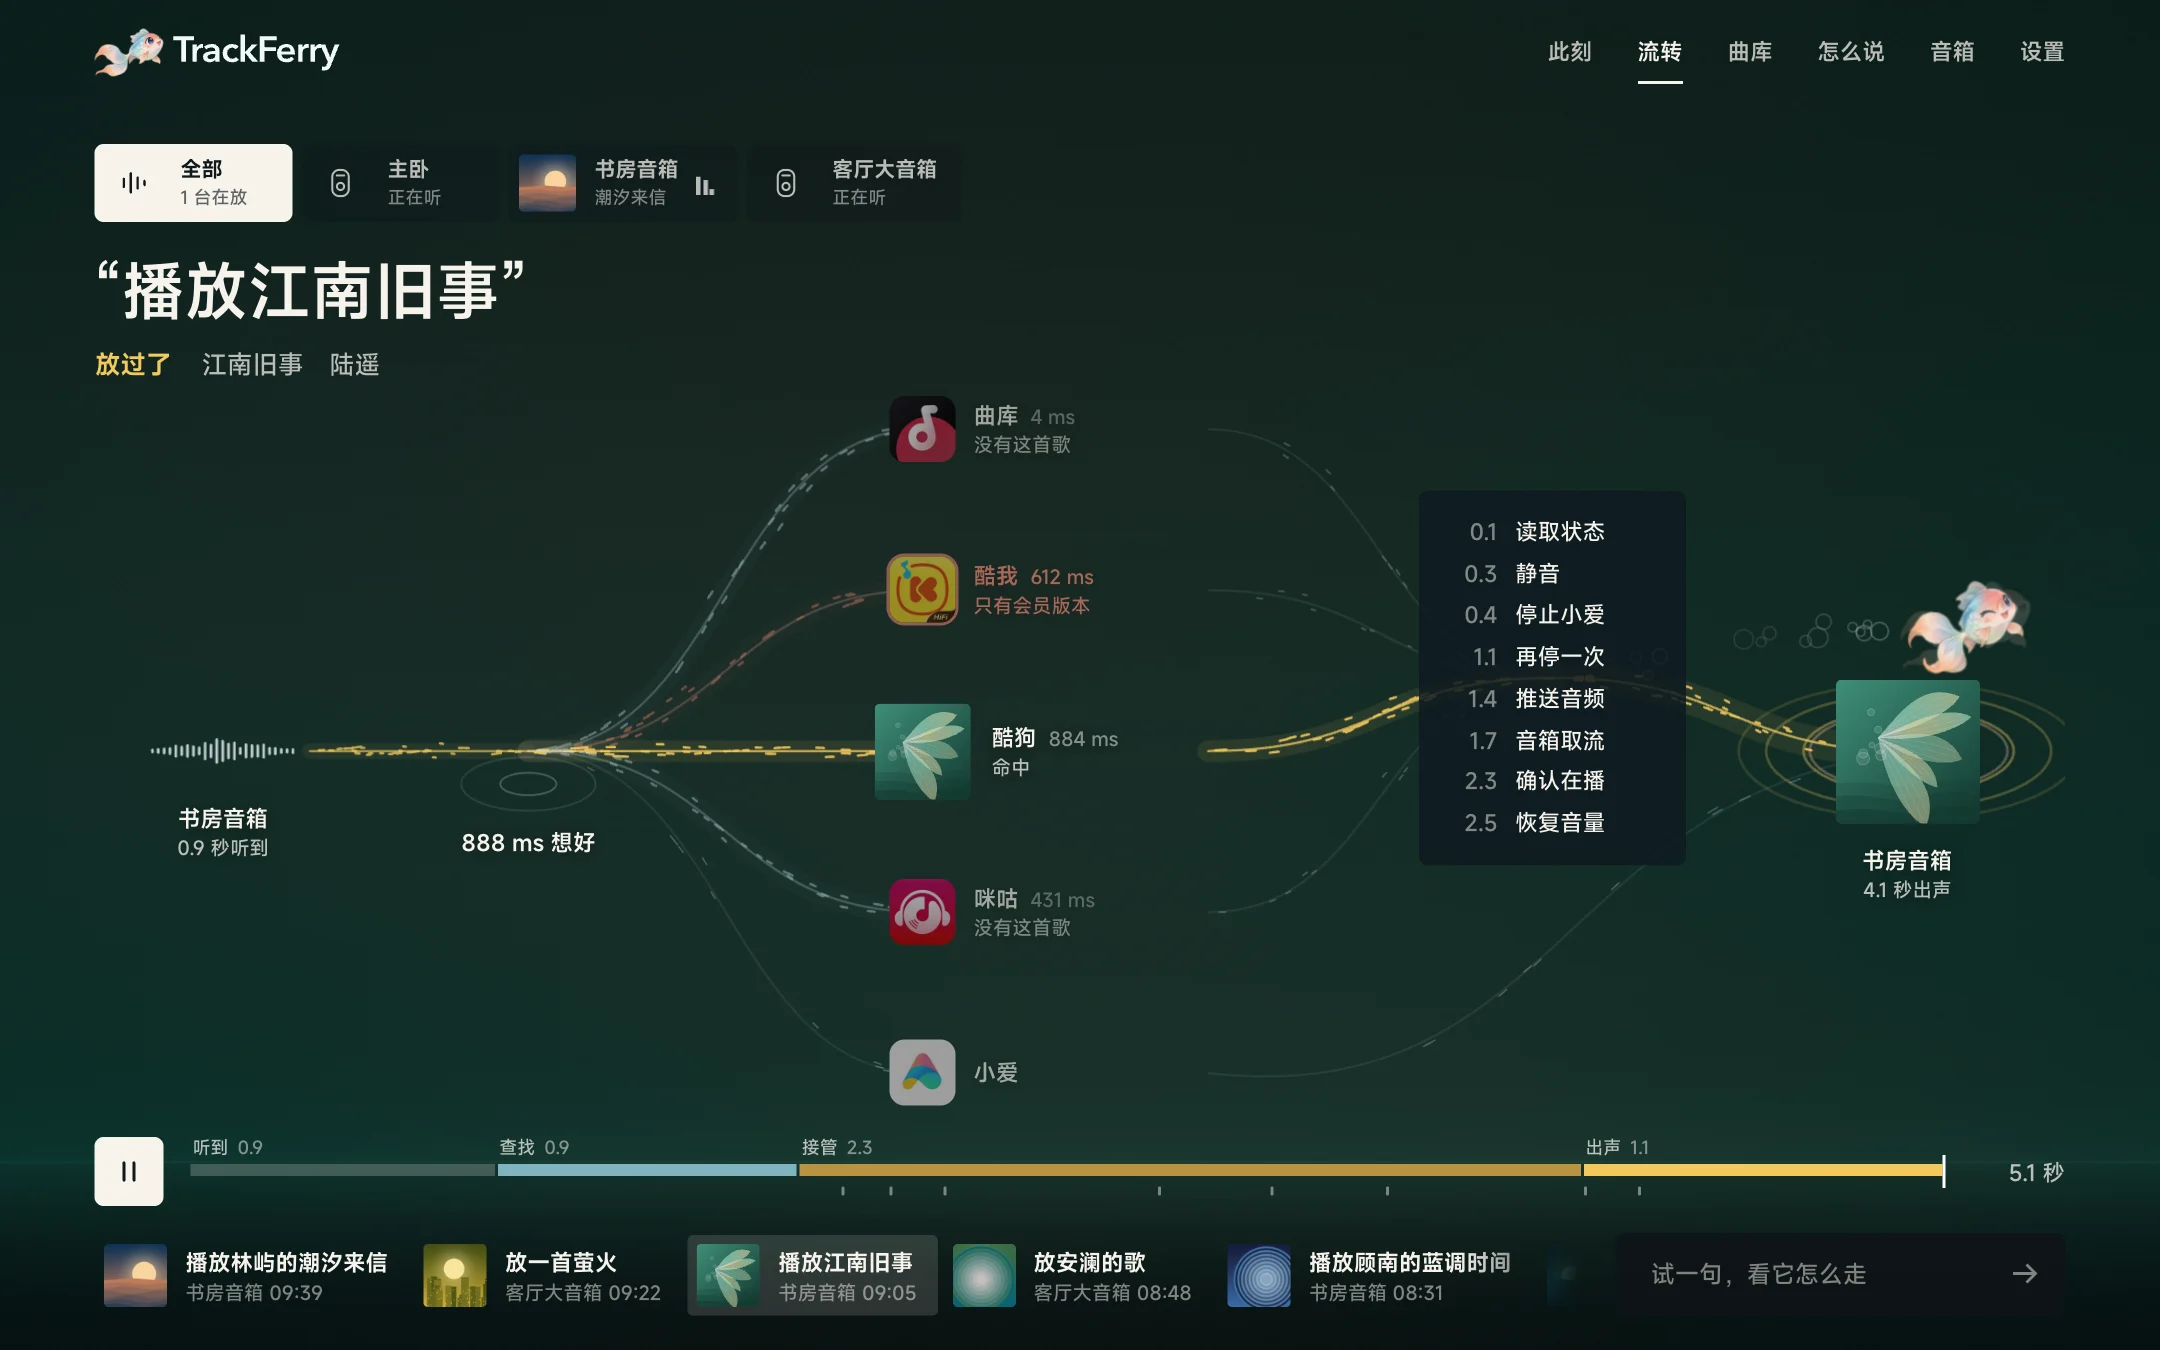 TrackFerry
此刻
流转
曲库
怎么说
音箱
设置
全部
1 台在放
主卧
正在听
书房音箱
潮汐来信
客厅大音箱
正在听
“播放江南旧事”
放过了 江南旧事 陆遥
曲库 4 ms
没有这首歌
酷我 612 ms
只有会员版本
HiFi
酷狗 884 ms
命中
咪咕 431 ms
没有这首歌
小爱
书房音箱
0.9 秒听到
888 ms 想好
0.1 读取状态
0.3 静音
0.4 停止小爱
1.1 再停一次
1.4 推送音频
1.7 音箱取流
2.3 确认在播
2.5 恢复音量
书房音箱
4.1 秒出声
听到 0.9
查找 0.9
接管 2.3
出声 1.1
5.1 秒
播放林屿的潮汐来信
书房音箱 09:39
放一首萤火
客厅大音箱 09:22
播放江南旧事
书房音箱 09:05
放安澜的歌
客厅大音箱 08:48
播放顾南的蓝调时间
书房音箱 08:31
试一句，看它怎么走